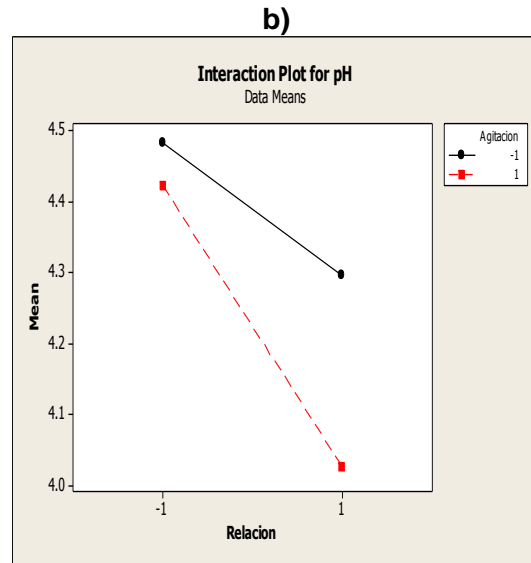 b)
Interaction Plot for pH
Data Means
Agitacion
-1
1
4.5
4.4
4.3
4.2
4.1
4.0
Mean
-1
1
Relacion